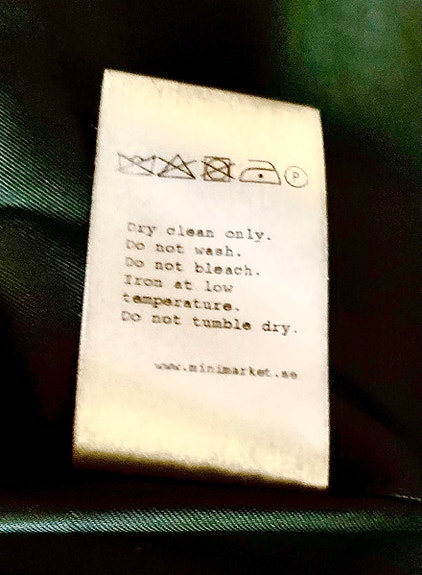 P
Dry clean only.
Do not wash.
Do not bleach.
Iron at low
temperature.
Do not tumble dry.
www.minimarket.se